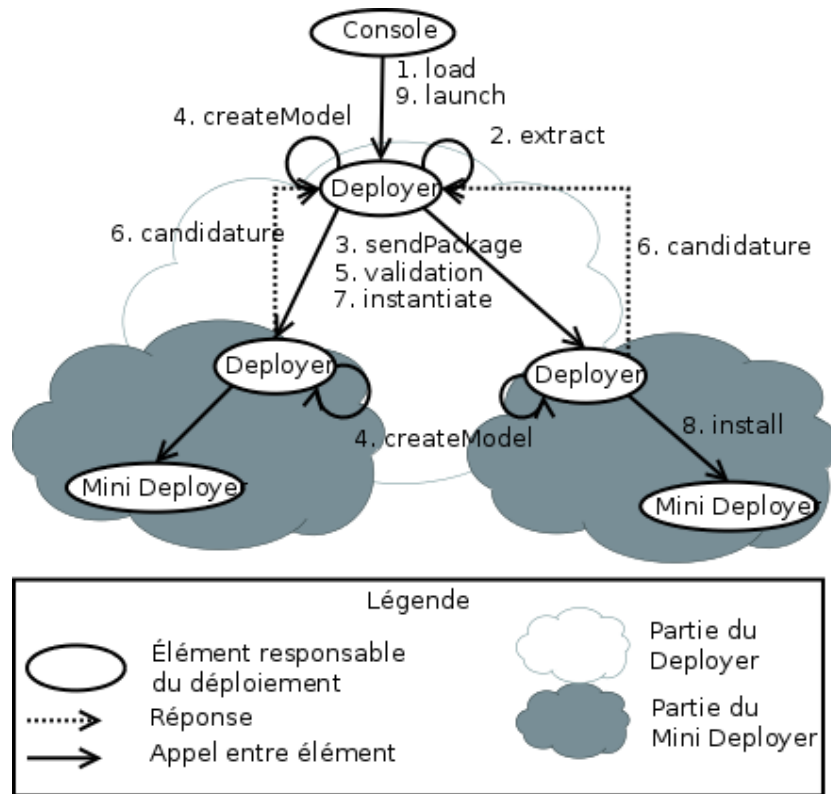 Console
1. load
9. launch
4. createModel
2. extract
Deployer
6. candidature
3. sendPackage
5. validation
7. instantiate
6. candidature
Deployer
Deployer
4. createModel
8. install
Mini Deployer
Mini Deployer
Légende
Élément responsable
du déploiement
Réponse
Appel entre élément
Partie du
Deployer
Partie du
Mini Deployer